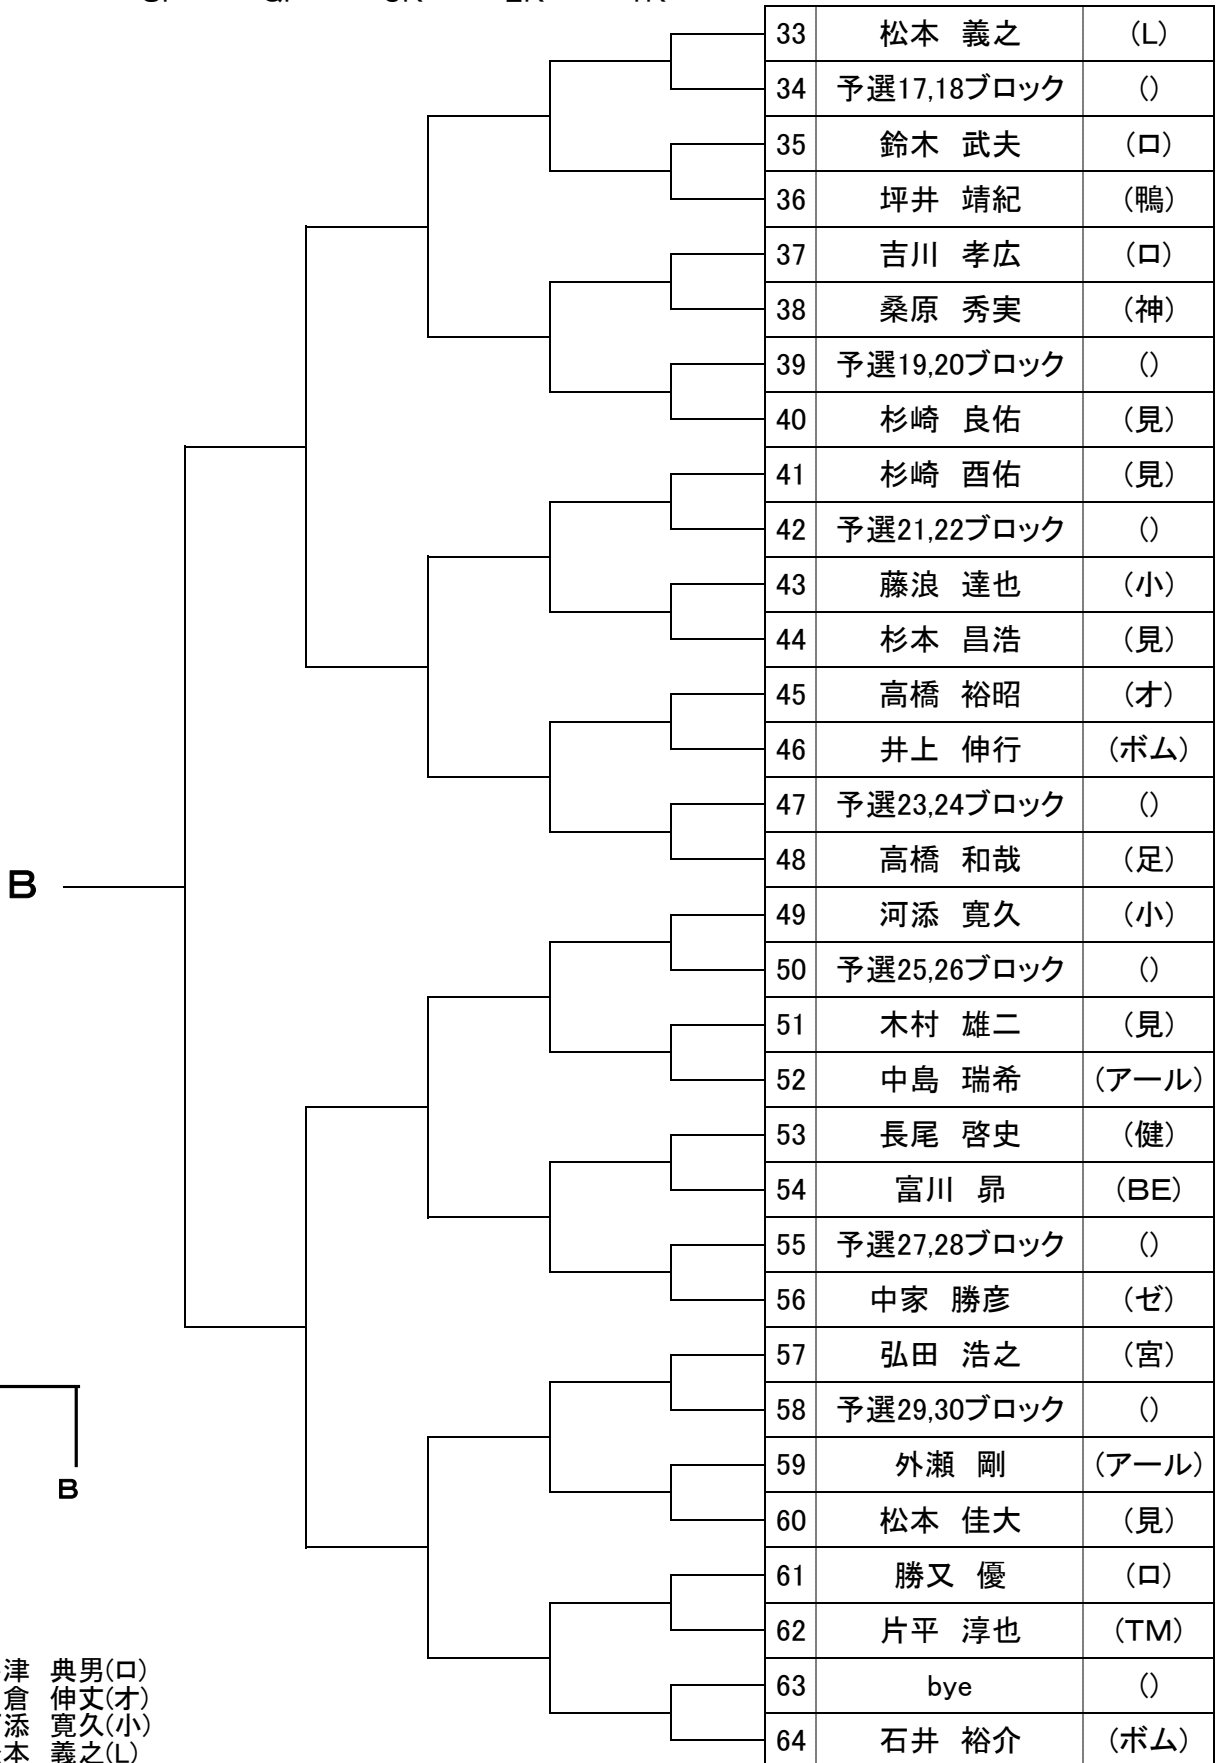 33 松本 義之 (L)
34 予選17,18ブロック ()
35 鈴木 武夫 (ロ)
36 坪井 靖紀 (鴨)
37 吉川 孝広 (ロ)
38 桑原 秀実 (神)
39 予選19,20ブロック ()
40 杉崎 良佑 (見)
41 杉崎 酉佑 (見)
42 予選21,22ブロック ()
43 藤浪 達也 (小)
44 杉本 昌浩 (見)
45 高橋 裕昭 (オ)
46 井上 伸行 (ボム)
47 予選23,24ブロック ()
48 高橋 和哉 (足)
B
49 河添 寛久 (小)
50 予選25,26ブロック ()
51 木村 雄二 (見)
52 中島 瑞希 (アール)
53 長尾 啓史 (健)
54 富川 昴 (BE)
55 予選27,28ブロック ()
56 中家 勝彦 (ゼ)
57 弘田 浩之 (宮)
58 予選29,30ブロック ()
B
59 外瀬 剛 (アール)
60 松本 佳大 (見)
61 勝又 優 (ロ)
62 片平 淳也 (TM)
63 bye ()
64 石井 裕介 (ボム)
津 典男(ロ)
倉 伸丈(オ)
添 寛久(小)
本 義之(L)